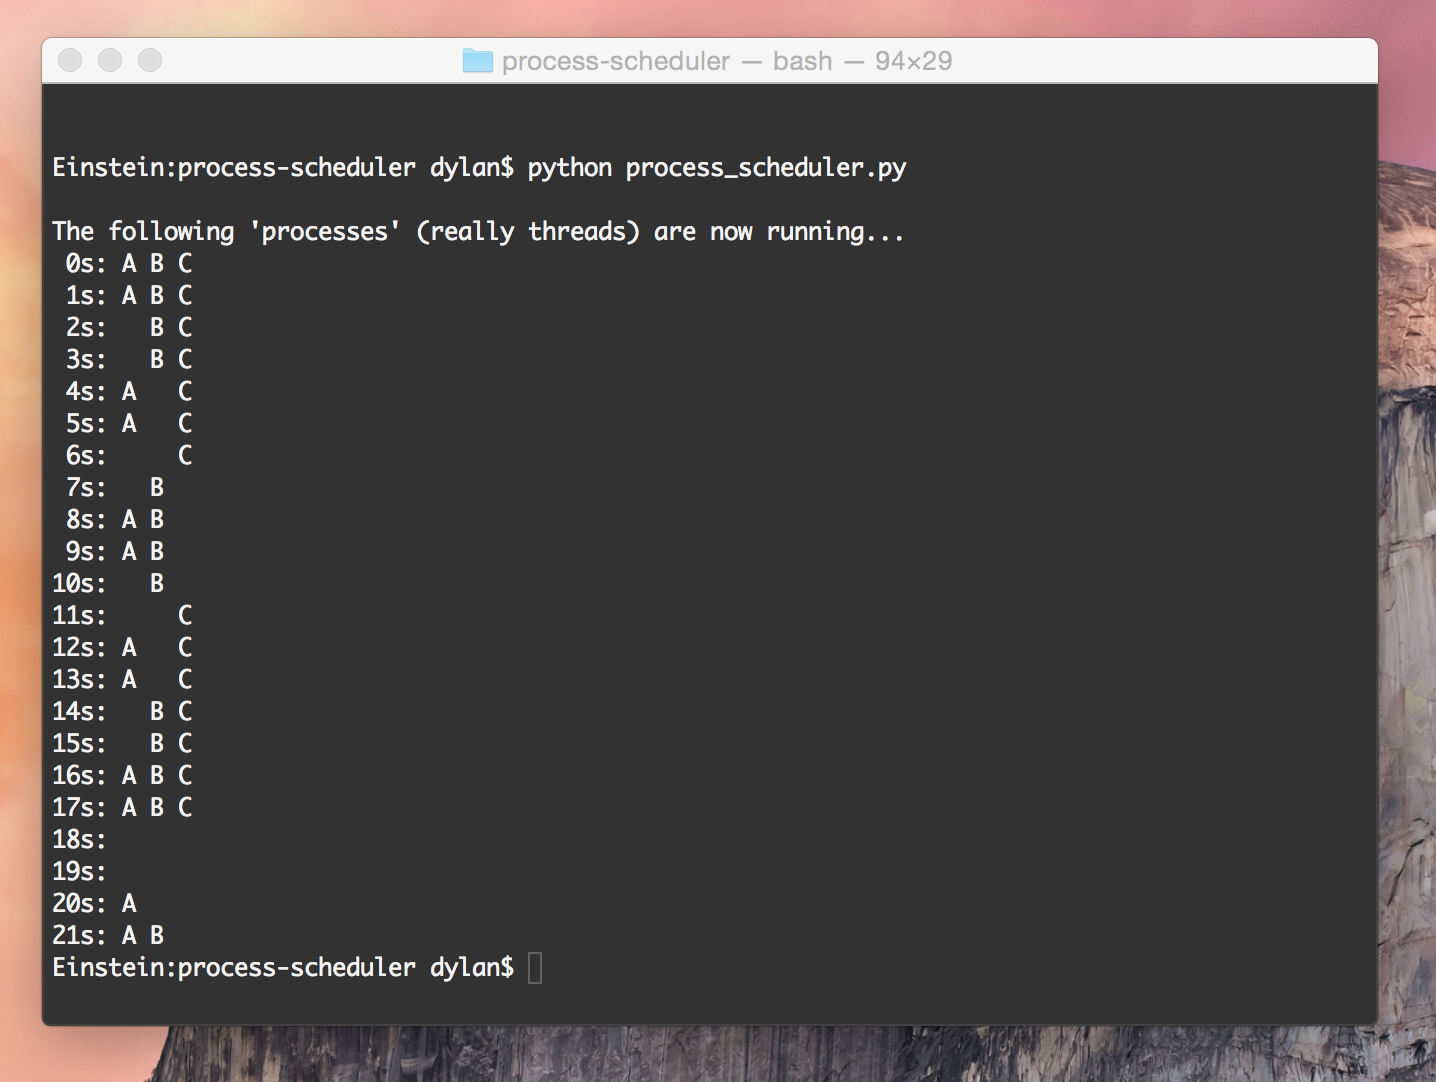 process-scheduler — bash — 94×29
Einstein:process-scheduler dylan$ python process_scheduler.py
The following 'processes' (really threads) are now running...
 0s: A B C
 1s: A B C
 2s:   B C
 3s:   B C
 4s: A   C
 5s: A   C
 6s:     C
 7s:   B
 8s: A B
 9s: A B
10s:   B
11s:     C
12s: A   C
13s: A   C
14s:   B C
15s:   B C
16s: A B C
17s: A B C
18s:
19s:
20s: A
21s: A B
Einstein:process-scheduler dylan$